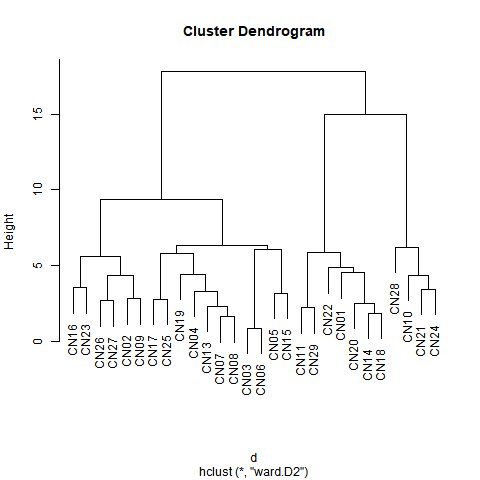 Cluster Dendrogram
Height
15
10
5
0
CN16
CN23
CN26
CN27
CN02
CN09
CN17
CN25
CN19
CN04
CN13
CN07
CN08
CN03
CN06
CN05
CN15
CN11
CN29
CN22
CN01
CN20
CN14
CN18
CN28
CN10
CN21
CN24
d
hclust (*, "ward.D2")